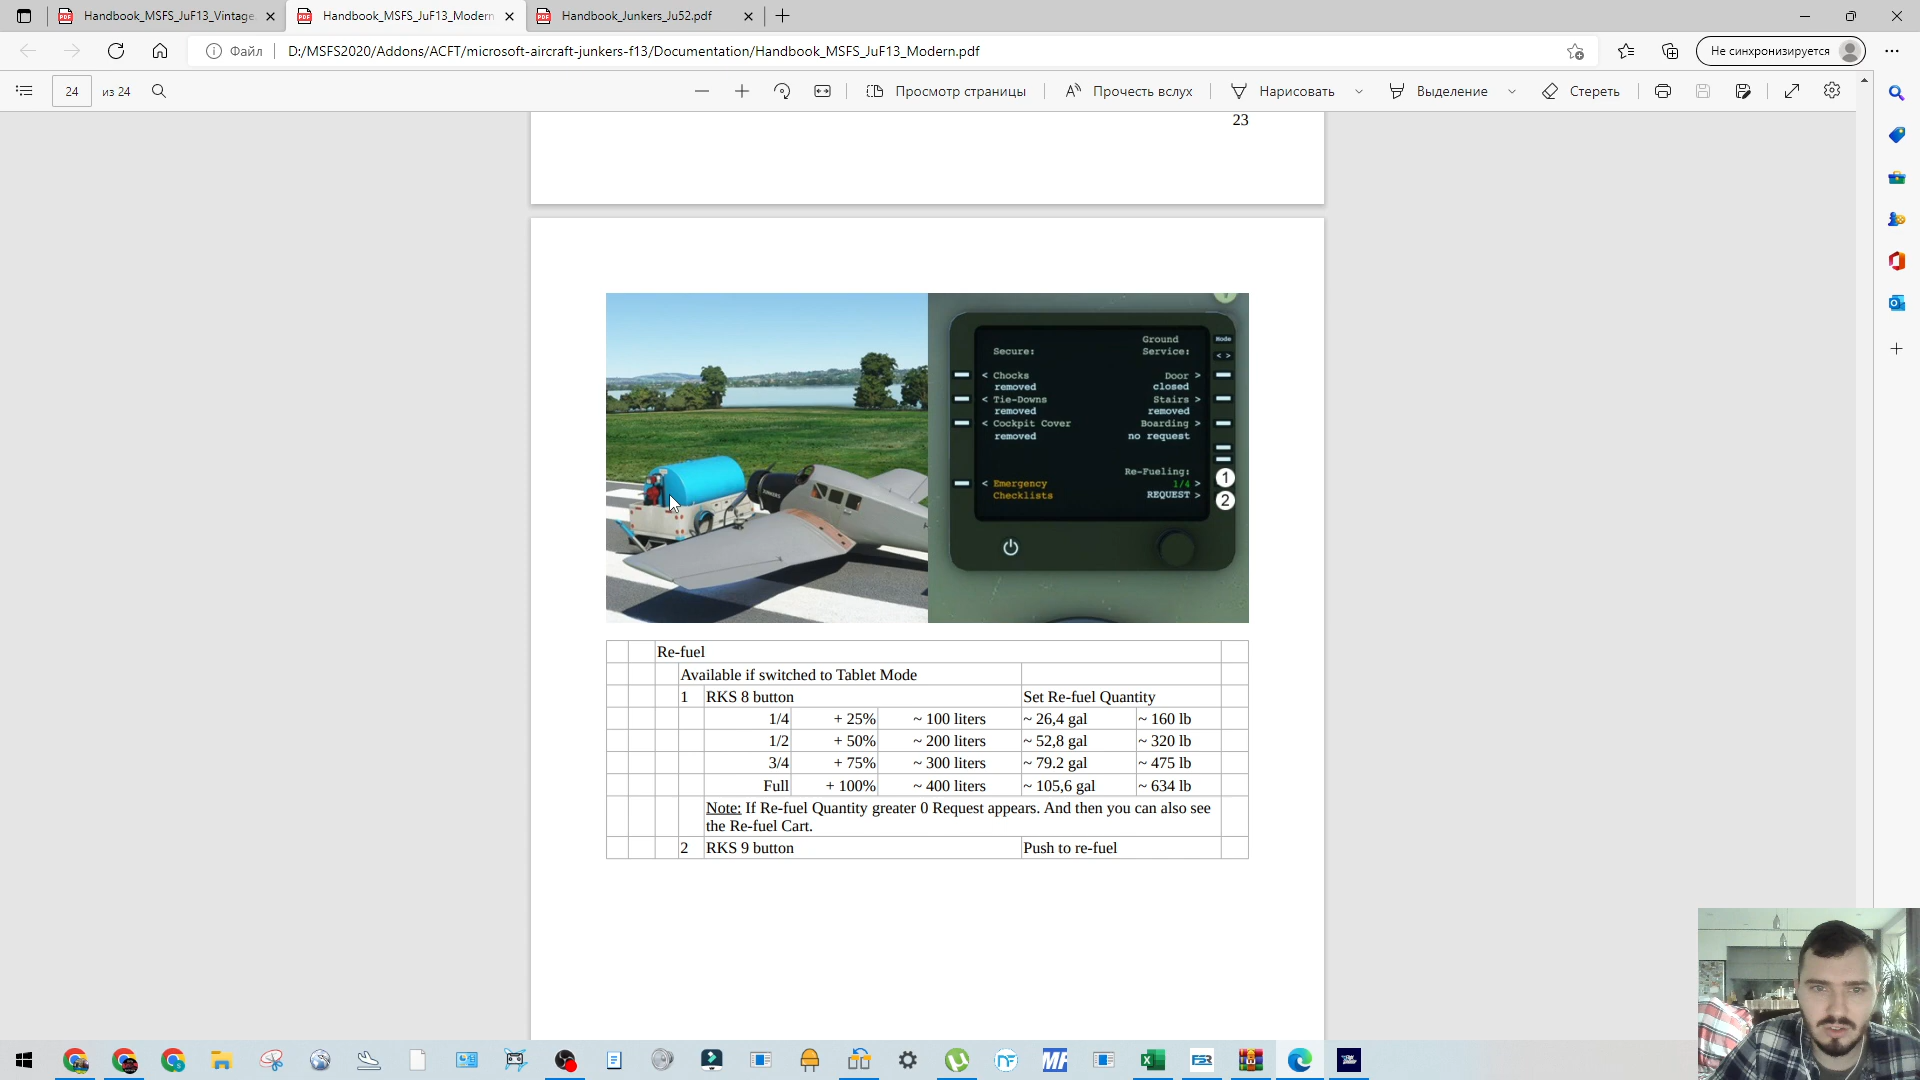 Handbook_MSFS_JuF13_Vintage
Handbook_MSFS_JuF13_Modern
Handbook_Junkers_Ju52.pdf
Файл
D:/MSFS2020/Addons/ACFT/microsoft-aircraft-junkers-f13/Documentation/Handbook_MSFS_JuF13_Modern.pdf
Не синхронизируется
24 из 24
Просмотр страницы
Прочесть вслух
Нарисовать
Выделение
Стереть
23
Ground
Service:
Mode
< >
Secure:
< Chocks
removed
Door >
closed
< Tie-Downs
removed
Stairs >
removed
< Cockpit Cover
removed
Boarding >
no request
Re-Fueling:
< Emergency
Checklists
1/4 >
REQUEST >
1
2
JUNKERS
Re-fuel
Available if switched to Tablet Mode
1 RKS 8 button Set Re-fuel Quantity
1/4 + 25% ~ 100 liters ~ 26,4 gal ~ 160 lb
1/2 + 50% ~ 200 liters ~ 52,8 gal ~ 320 lb
3/4 + 75% ~ 300 liters ~ 79.2 gal ~ 475 lb
Full + 100% ~ 400 liters ~ 105,6 gal ~ 634 lb
Note: If Re-fuel Quantity greater 0 Request appears. And then you can also see
the Re-fuel Cart.
2 RKS 9 button Push to re-fuel